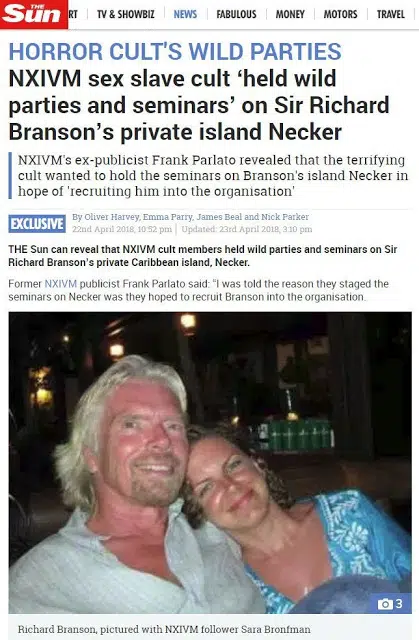 THE
Sun
RT TV & SHOWBIZ NEWS FABULOUS MONEY MOTORS TRAVEL
HORROR CULT'S WILD PARTIES
NXIVM sex slave cult ‘held wild
parties and seminars’ on Sir Richard
Branson’s private island Necker
NXIVM's ex-publicist Frank Parlato revealed that the terrifying
cult wanted to hold the seminars on Branson's island Necker in
hope of 'recruiting him into the organisation'
EXCLUSIVE
By Oliver Harvey, Emma Parry, James Beal and Nick Parker
22nd April 2018, 10:52 pm | Updated: 23rd April 2018, 3:10 pm
THE Sun can reveal that NXIVM cult members held wild parties and seminars on Sir
Richard Branson's private Caribbean island, Necker.
Former NXIVM publicist Frank Parlato said: "I was told the reason they staged the
seminars on Necker was they hoped to recruit Branson into the organisation.
3
Richard Branson, pictured with NXIVM follower Sara Bronfman